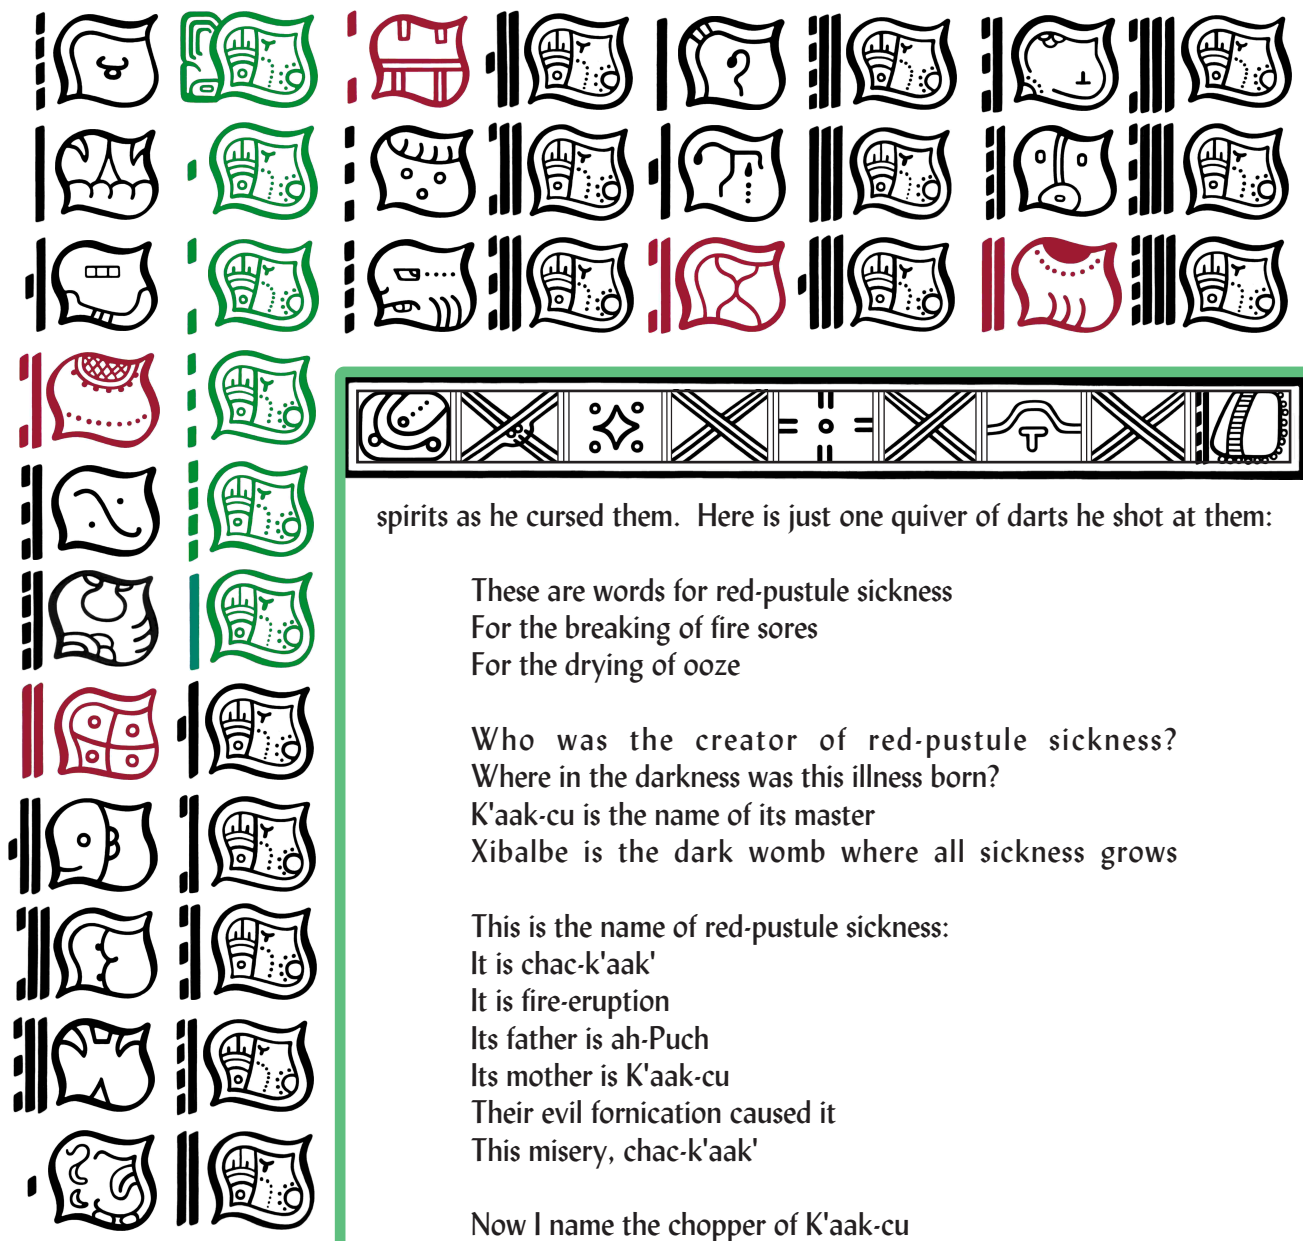 spirits as he cursed them. Here is just one quiver of darts he shot at them:
These are words for red-pustule sickness
For the breaking of fire sores
For the drying of ooze
Who was the creator of red-pustule sickness?
Where in the darkness was this illness born?
K'aak-cu is the name of its master
Xibalbe is the dark womb where all sickness grows
This is the name of red-pustule sickness:
It is chac-k'aak'
It is fire-eruption
Its father is ah-Puch
Its mother is K'aak-cu
Their evil fornication caused it
This misery, chac-k'aak'
Now I name the chopper of K'aak-cu